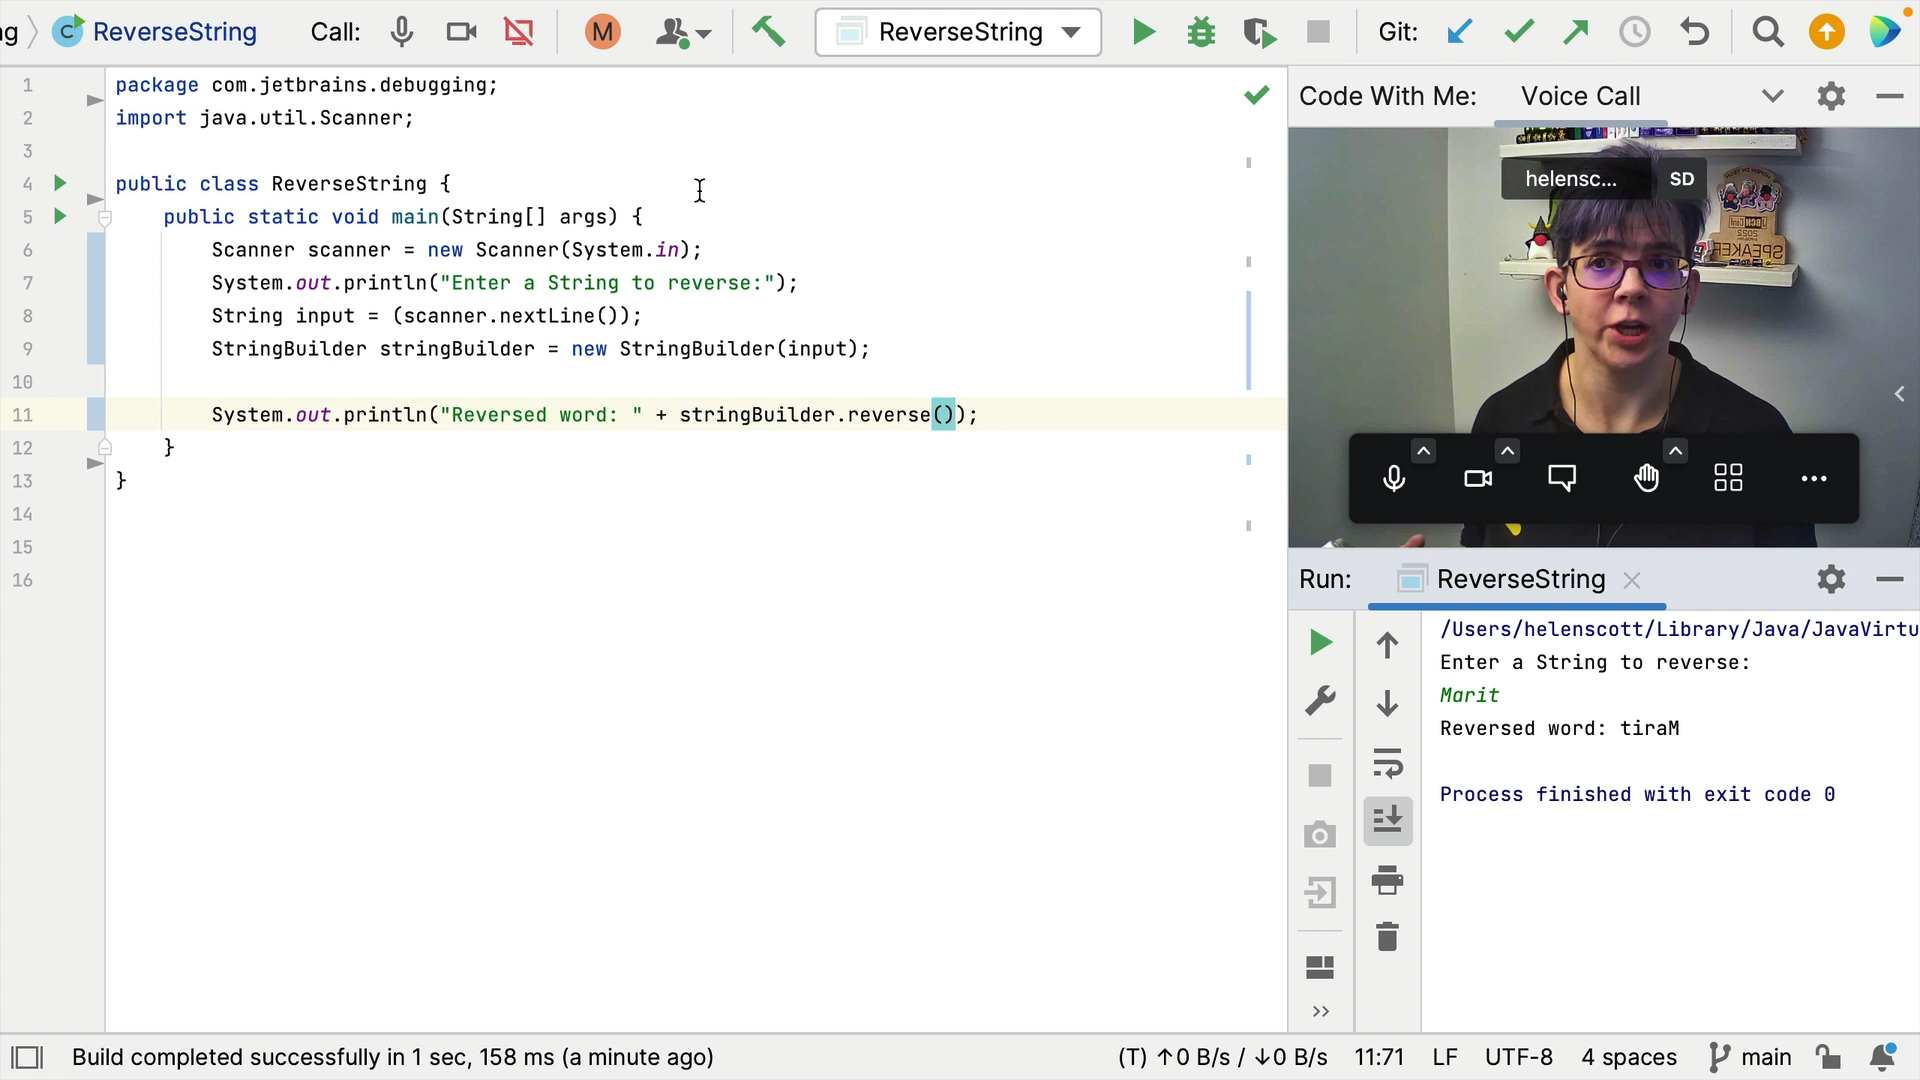 ng ReverseString Call: M ReverseString Git:
1 package com.jetbrains.debugging;
2 import java.util.Scanner;
3
4 public class ReverseString {
5 public static void main(String[] args) {
6 Scanner scanner = new Scanner(System.in);
7 System.out.println("Enter a String to reverse:");
8 String input = (scanner.nextLine());
9 StringBuilder stringBuilder = new StringBuilder(input);
10
11 System.out.println("Reversed word: " + stringBuilder.reverse());
12 }
13 }
14
15
16
Code With Me: Voice Call
helensc... SD
SPEAKER
2022
Run: ReverseString
/Users/helenscott/Library/Java/JavaVirtu
Enter a String to reverse:
Marit
Reversed word: tiraM
Process finished with exit code 0
Build completed successfully in 1 sec, 158 ms (a minute ago) (T) ↑0 B/s / ↓0 B/s 11:71 LF UTF-8 4 spaces main